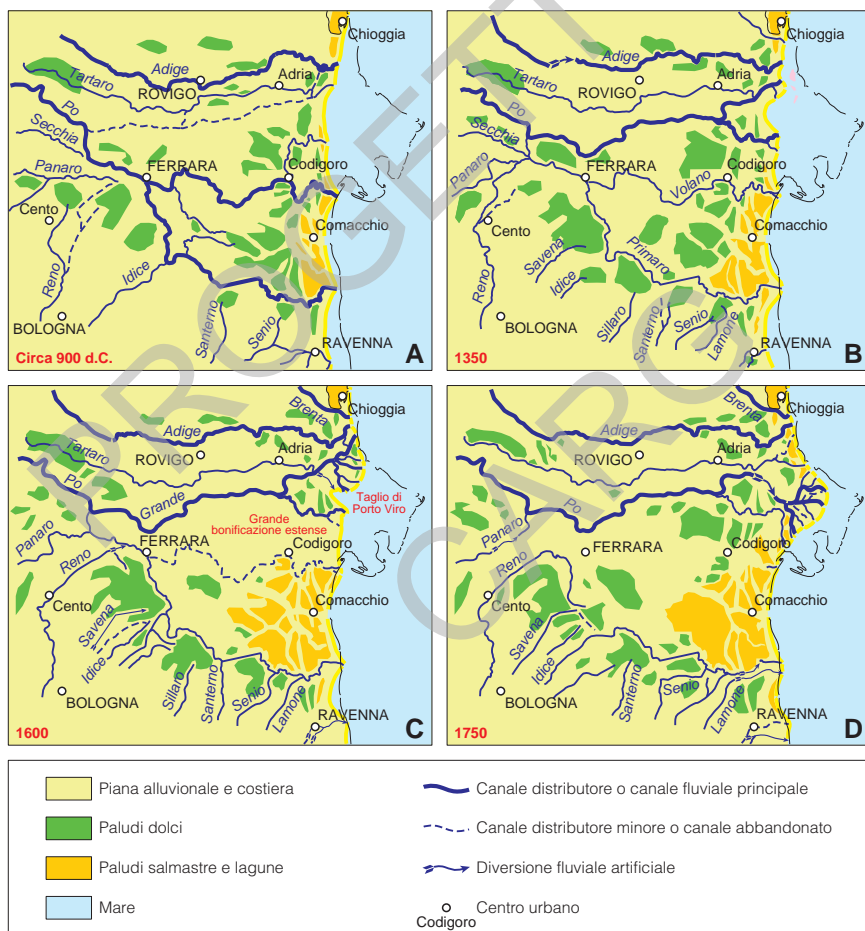 Chioggia
Adige
Tartaro
ROVIGO
Adria
Po
Secchia
Panaro
FERRARA
Codigoro
Cento
Comacchio
Reno
Idice
BOLOGNA
Santerno
Senio
RAVENNA
Circa 900 d.C.
A
Chioggia
Adige
Tartaro
ROVIGO
Adria
Po
Secchia
Panaro
FERRARA
Codigoro
Volano
Cento
Comacchio
Savena
Primaro
Idice
Reno
Sillaro
Santerno
Senio
Lamone
BOLOGNA
RAVENNA
1350
B
Brenta
Chioggia
Adige
Tartaro
ROVIGO
Adria
Po
Grande
Taglio di
Porto Viro
Grande
bonificazione estense
Panaro
FERRARA
Codigoro
Reno
Cento
Comacchio
Savena
Idice
Sillaro
Santerno
Senio
Lamone
BOLOGNA
RAVENNA
1600
C
Brenta
Chioggia
Adige
Tartaro
ROVIGO
Adria
Po
Panaro
FERRARA
Codigoro
Reno
Cento
Comacchio
Savena
Idice
Sillaro
Santerno
Senio
Lamone
BOLOGNA
RAVENNA
1750
D
PROGETTO
CARG
Piana alluvionale e costiera
Paludi dolci
Paludi salmastre e lagune
Mare
Canale distributore o canale fluviale principale
Canale distributore minore o canale abbandonato
Diversione fluviale artificiale
Centro urbano
Codigoro